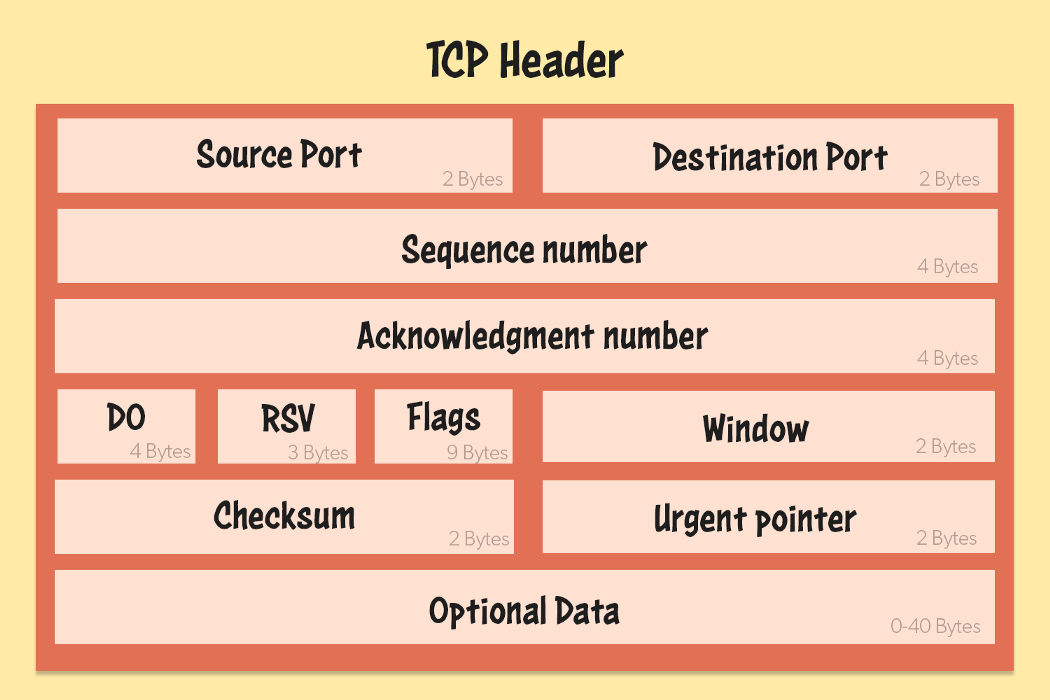 TCP Header
Source Port
2 Bytes
Destination Port
2 Bytes
Sequence number
4 Bytes
Acknowledgment number
4 Bytes
DO
4 Bytes
RSV
3 Bytes
Flags
9 Bytes
Window
2 Bytes
Checksum
2 Bytes
Urgent pointer
2 Bytes
Optional Data
0-40 Bytes